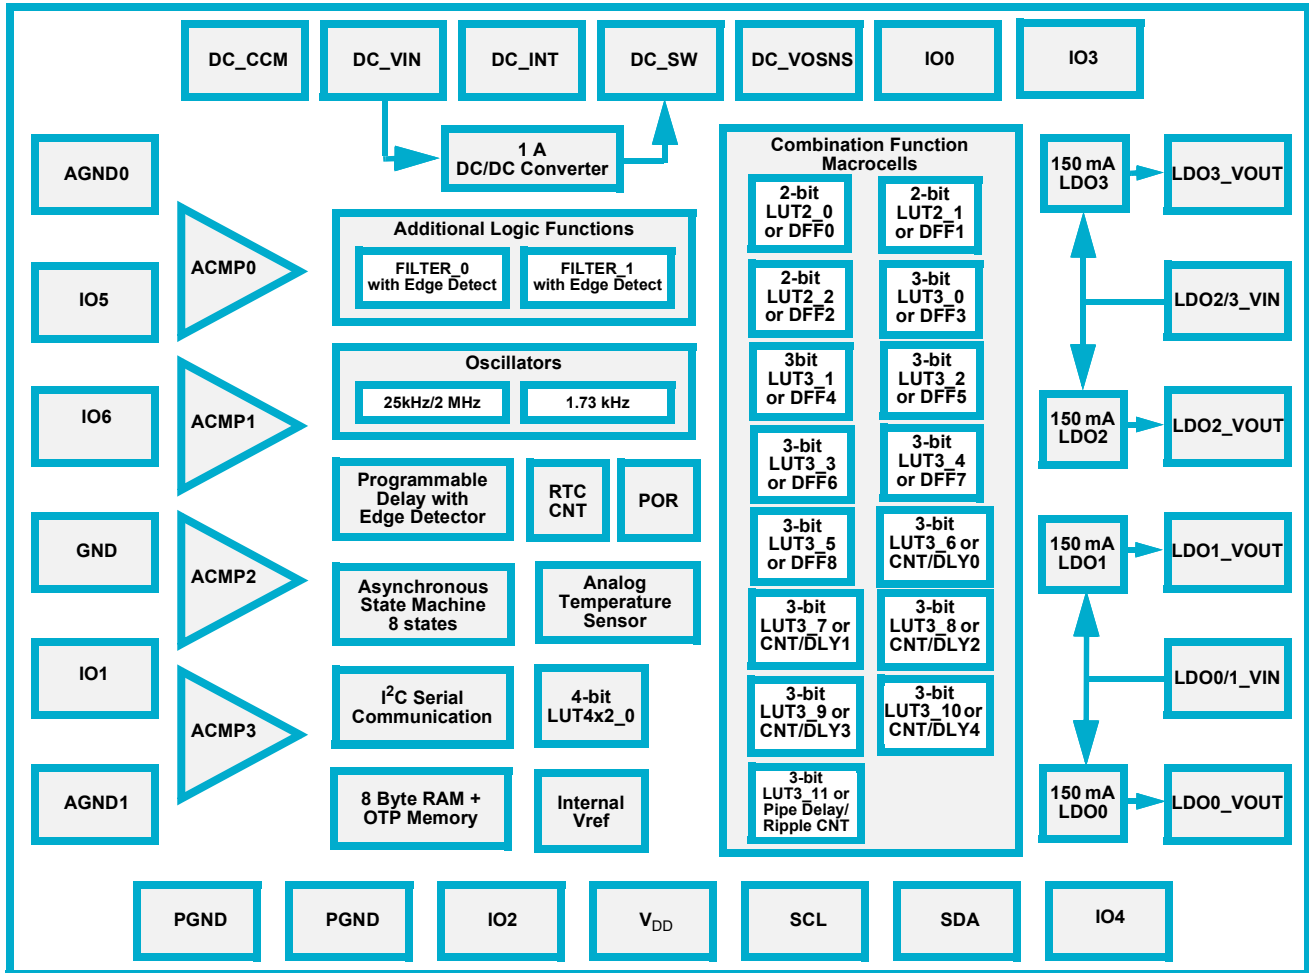 DC_CCM
DC_VIN
DC_INT
DC_SW
DC_VOSNS
IO0
IO3
1 A
DC/DC Converter
AGND0
IO5
IO6
GND
IO1
AGND1
ACMP0
ACMP1
ACMP2
ACMP3
Additional Logic Functions
FILTER_0
with Edge Detect
FILTER_1
with Edge Detect
Oscillators
25kHz/2 MHz
1.73 kHz
Programmable
Delay with
Edge Detector
RTC
CNT
POR
Asynchronous
State Machine
8 states
Analog
Temperature
Sensor
I²C Serial
Communication
4-bit
LUT4x2_0
8 Byte RAM +
OTP Memory
Internal
Vref
Combination Function
Macrocells
2-bit
LUT2_0
or DFF0
2-bit
LUT2_1
or DFF1
2-bit
LUT2_2
or DFF2
3-bit
LUT3_0
or DFF3
3bit
LUT3_1
or DFF4
3-bit
LUT3_2
or DFF5
3-bit
LUT3_3
or DFF6
3-bit
LUT3_4
or DFF7
3-bit
LUT3_5
or DFF8
3-bit
LUT3_6 or
CNT/DLY0
3-bit
LUT3_7 or
CNT/DLY1
3-bit
LUT3_8 or
CNT/DLY2
3-bit
LUT3_9 or
CNT/DLY3
3-bit
LUT3_10 or
CNT/DLY4
3-bit
LUT3_11 or
Pipe Delay/
Ripple CNT
150 mA
LDO3
LDO3_VOUT
LDO2/3_VIN
150 mA
LDO2
LDO2_VOUT
150 mA
LDO1
LDO1_VOUT
LDO0/1_VIN
150 mA
LDO0
LDO0_VOUT
PGND
PGND
IO2
V_DD
SCL
SDA
IO4